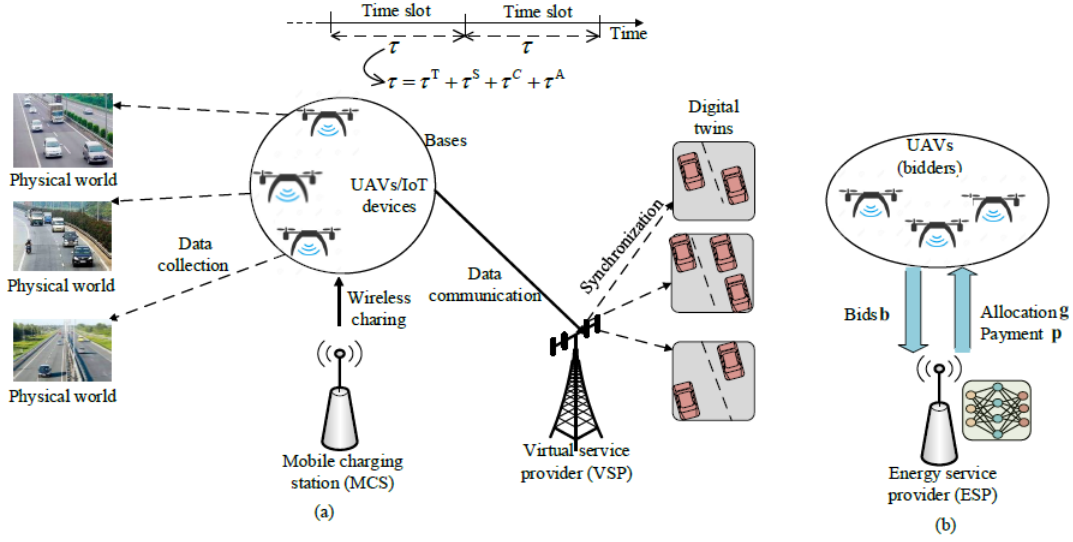 Time slot
Time slot
Time
τ
τ
τ = τ^T + τ^S + τ^C + τ^A
Digital
twins
Bases
UAVs/IoT
devices
Physical world
Physical world
Physical world
Data
collection
Wireless
charing
Data
communication
Synchronization
Mobile charging
station (MCS)
Virtual service
provider (VSP)
(a)
UAVs
(bidders)
Bids b
Allocation g
Payment p
Energy service
provider (ESP)
(b)